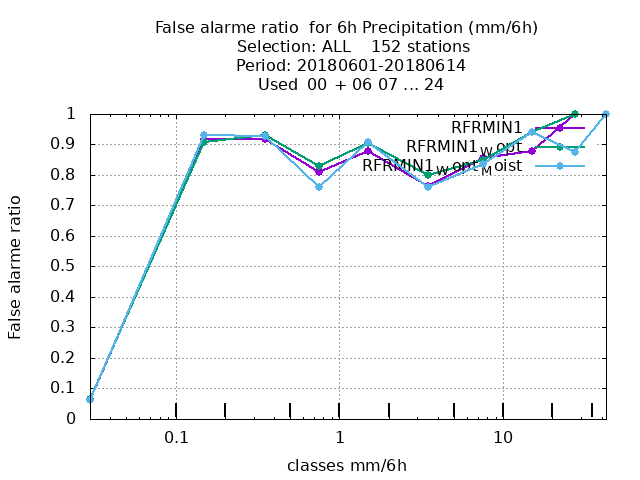 False alarme ratio for 6h Precipitation (mm/6h)
Selection: ALL 152 stations
Period: 20180601-20180614
Used 00 + 06 07 ... 24
1
0.9
0.8
0.7
0.6
0.5
0.4
0.3
0.2
0.1
0
False alarme ratio
RFRMIN1
RFRMIN1_Wopt
RFRMIN1_Wopt_Moist
0.1
1
10
classes mm/6h